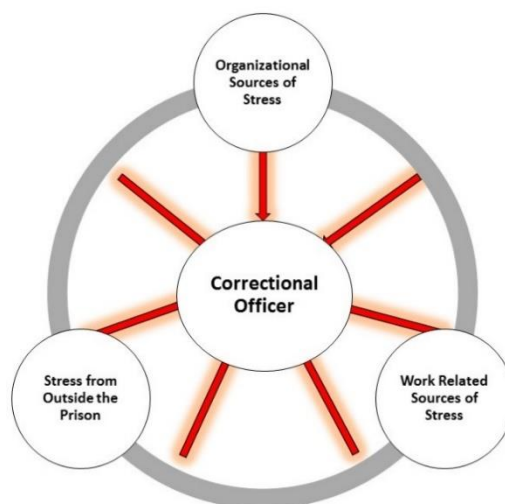 Organizational
Sources of
Stress
Correctional
Officer
Stress from
Outside the
Prison
Work Related
Sources of
Stress